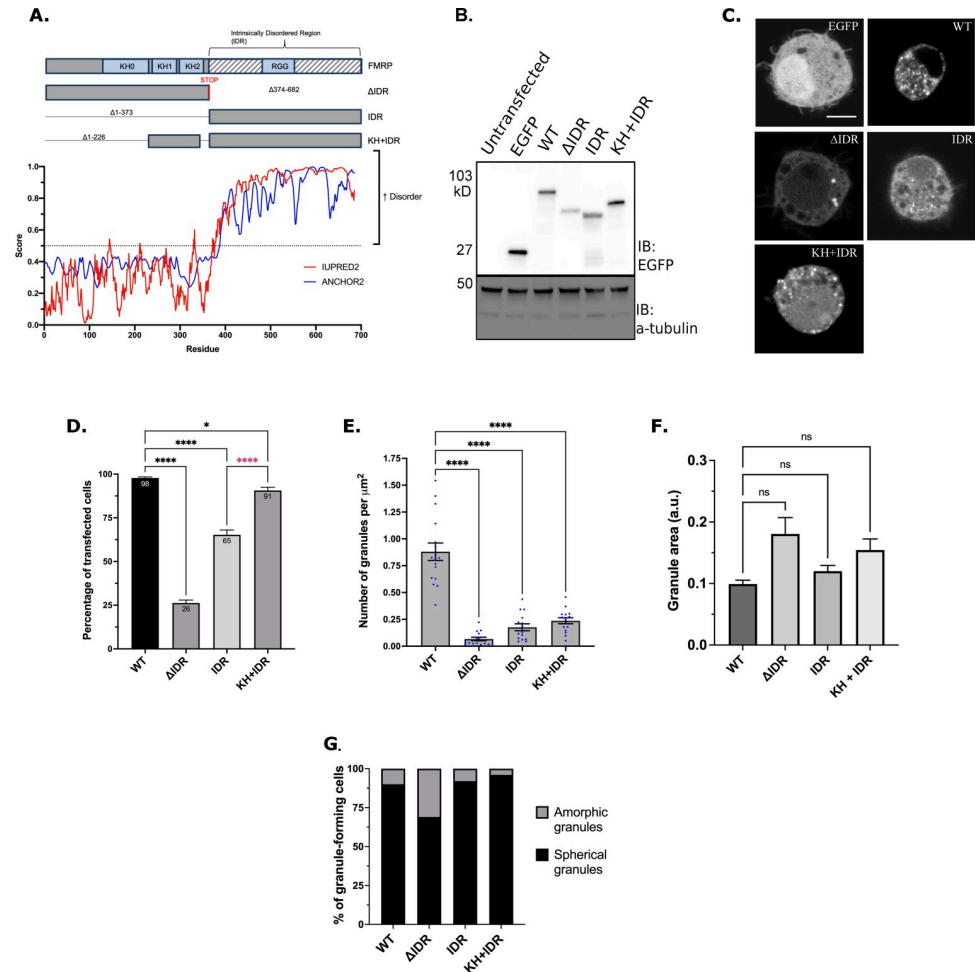 A.
Intrinsically Disordered Region
(IDR)
KH0 KH1 KH2 RGG FMRP
STOP
Δ374-682 ΔIDR
Δ1-373 IDR
Δ1-226 KH+IDR
1.0
0.8
0.6
0.4
0.2
0.0
Score
↑ Disorder
IUPRED2
ANCHOR2
0 100 200 300 400 500 600 700
Residue
B.
Untransfected EGFP WT ΔIDR IDR KH+IDR
103
kD
27
IB:
EGFP
50
IB:
a-tubulin
C.
EGFP WT
ΔIDR IDR
KH+IDR
D.
*
****
**** ****
Percentage of transfected cells
100
75
50
25
0
98 26 65 91
WT ΔIDR IDR KH+IDR
E.
****
****
****
Number of granules per µm2
1.75
1.50
1.25
1.00
0.75
0.50
0.25
0.00
WT ΔIDR IDR KH+IDR
F.
ns
ns
ns
Granule area (a.u.)
0.3
0.2
0.1
0.0
WT ΔIDR IDR KH + IDR
G.
% of granule-forming cells
100
75
50
25
0
WT ΔIDR IDR KH+IDR
Amorphic
granules
Spherical
granules